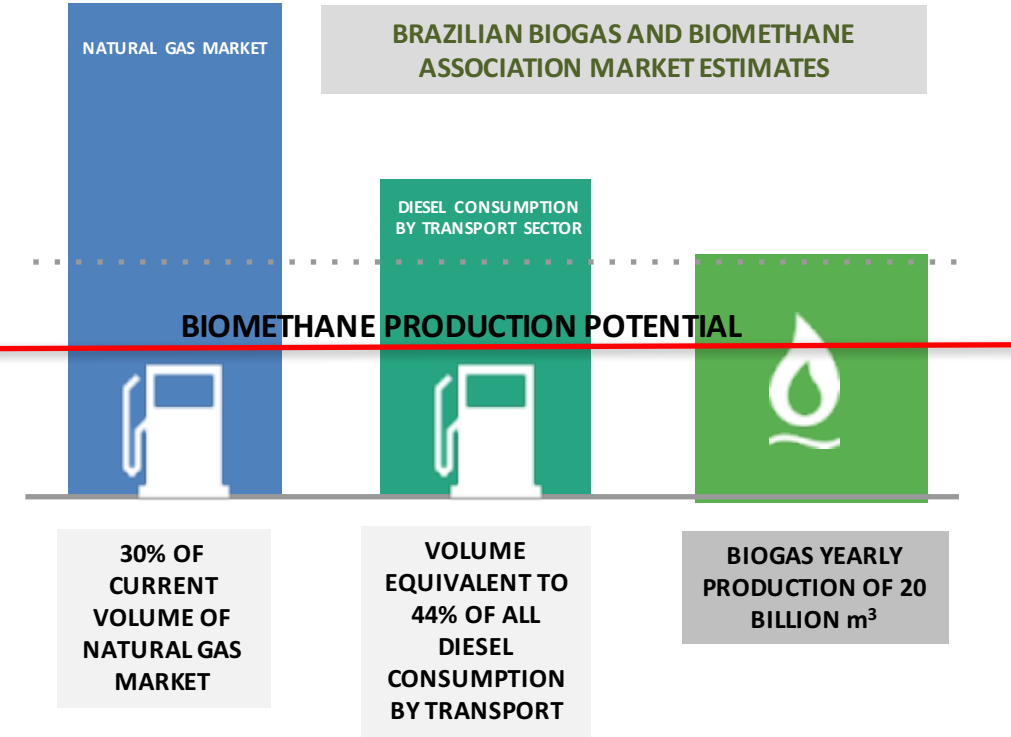 NATURAL GAS MARKET
BRAZILIAN BIOGAS AND BIOMETHANE
ASSOCIATION MARKET ESTIMATES
DIESEL CONSUMPTION
BY TRANSPORT SECTOR
BIOMETHANE PRODUCTION POTENTIAL
30% OF
CURRENT
VOLUME OF
NATURAL GAS
MARKET
VOLUME
EQUIVALENT TO
44% OF ALL
DIESEL
CONSUMPTION
BY TRANSPORT
BIOGAS YEARLY
PRODUCTION OF 20
BILLION m³